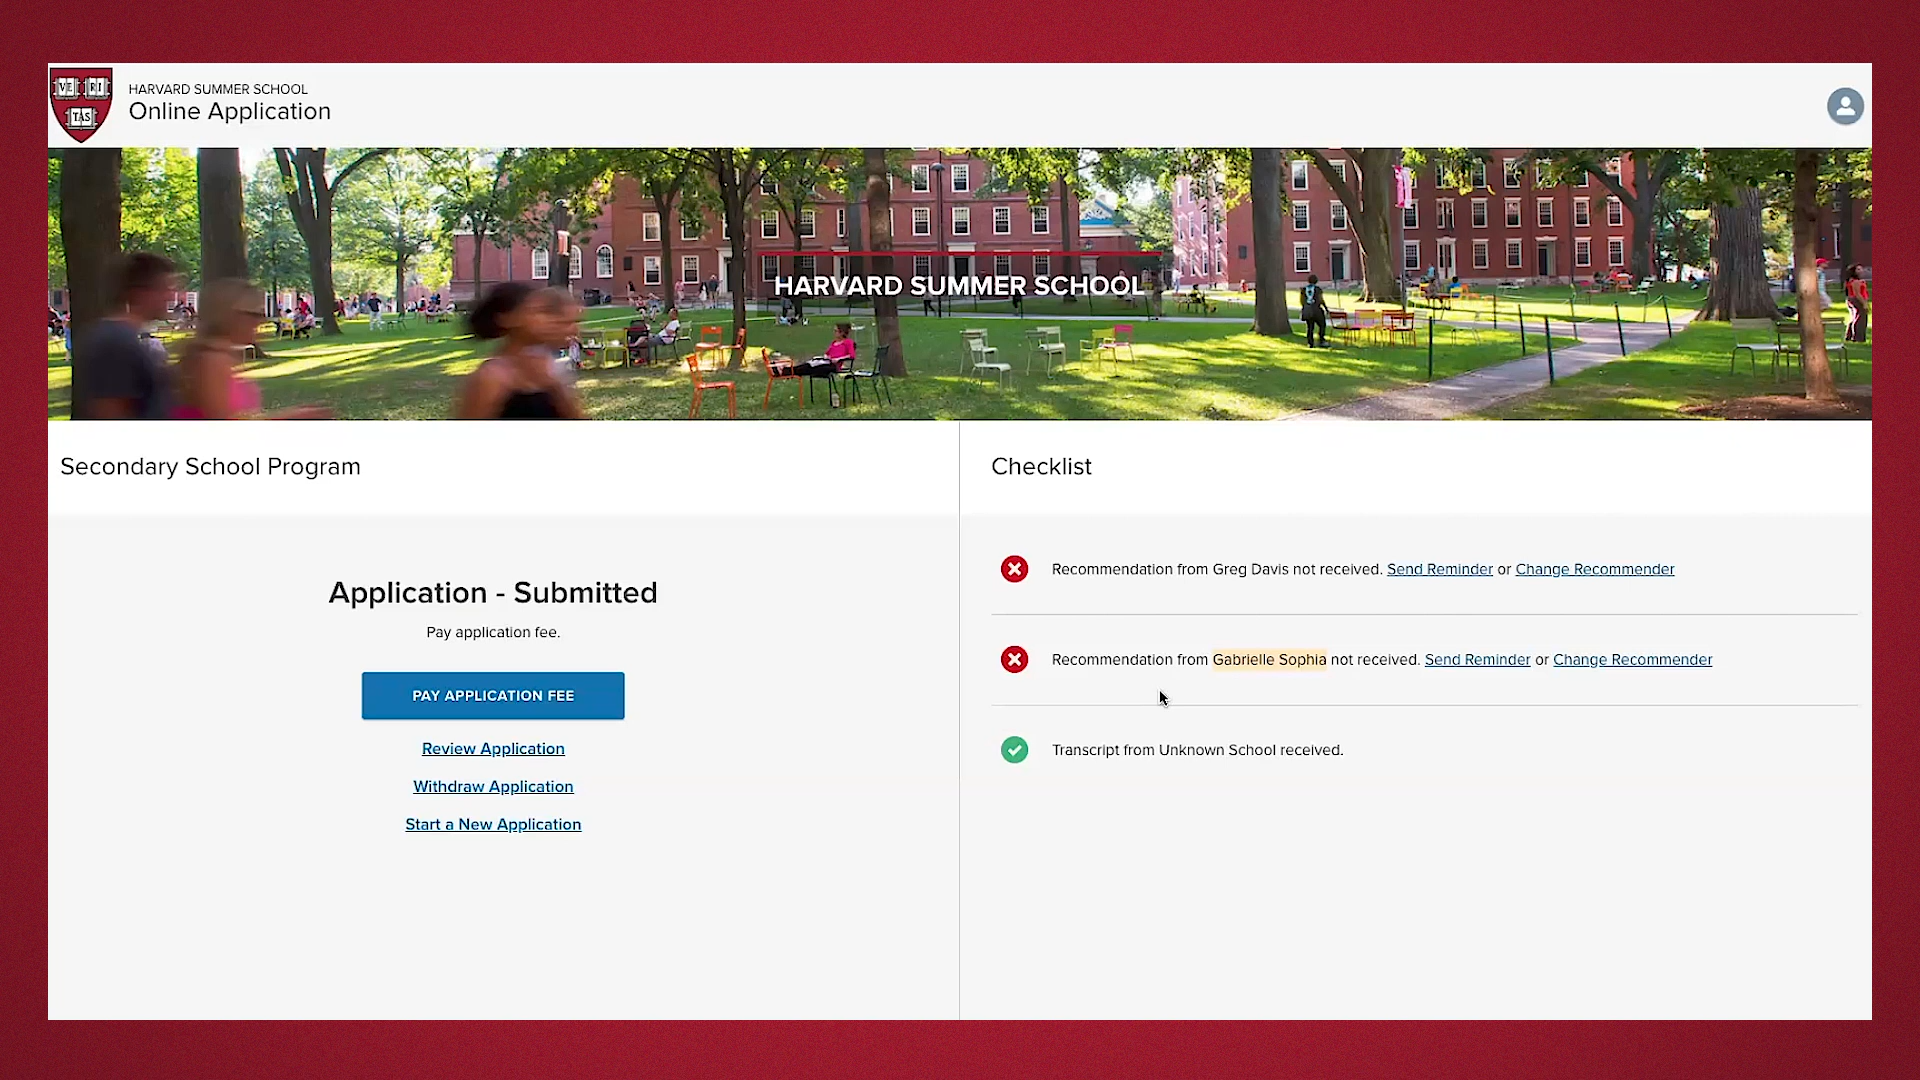 VE RI
TAS
HARVARD SUMMER SCHOOL
Online Application
HARVARD SUMMER SCHOOL
Secondary School Program
Application - Submitted
Pay application fee.
PAY APPLICATION FEE
Review Application
Withdraw Application
Start a New Application
Checklist
Recommendation from Greg Davis not received. Send Reminder or Change Recommender
Recommendation from Gabrielle Sophia not received. Send Reminder or Change Recommender
Transcript from Unknown School received.